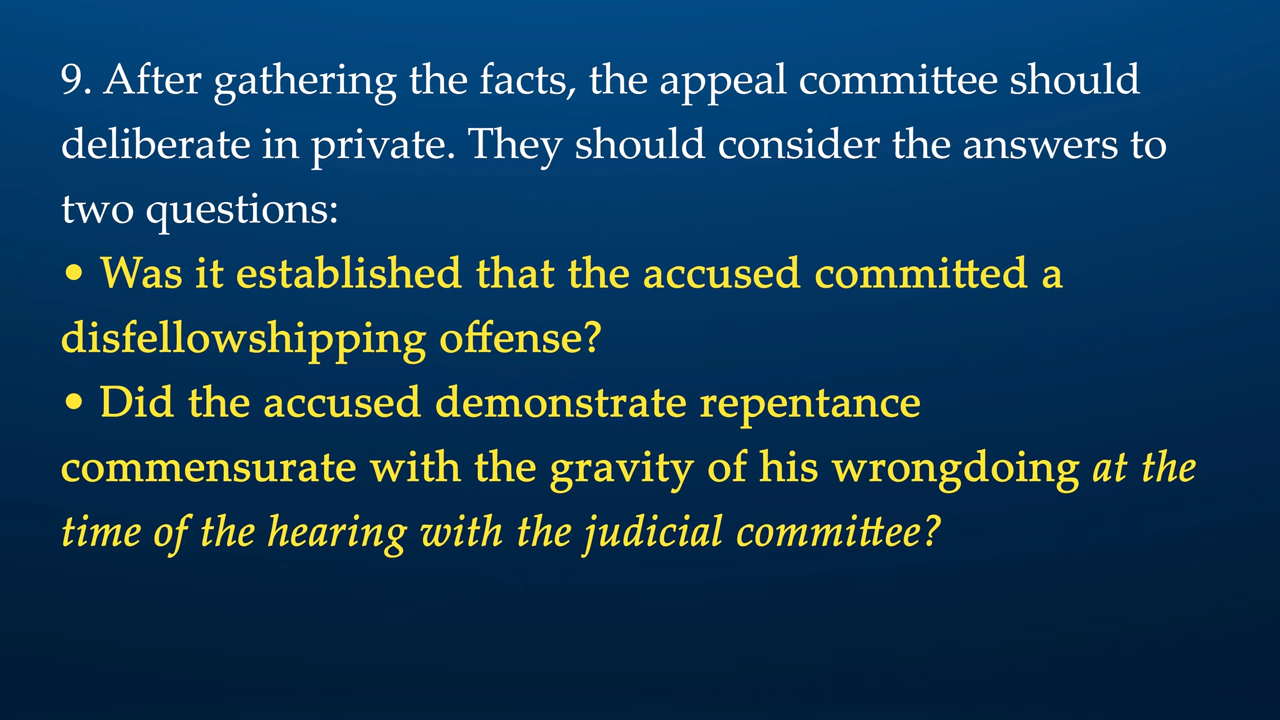 9. After gathering the facts, the appeal committee should
deliberate in private. They should consider the answers to
two questions:
• Was it established that the accused committed a
disfellowshipping offense?
• Did the accused demonstrate repentance
commensurate with the gravity of his wrongdoing at the
time of the hearing with the judicial committee?